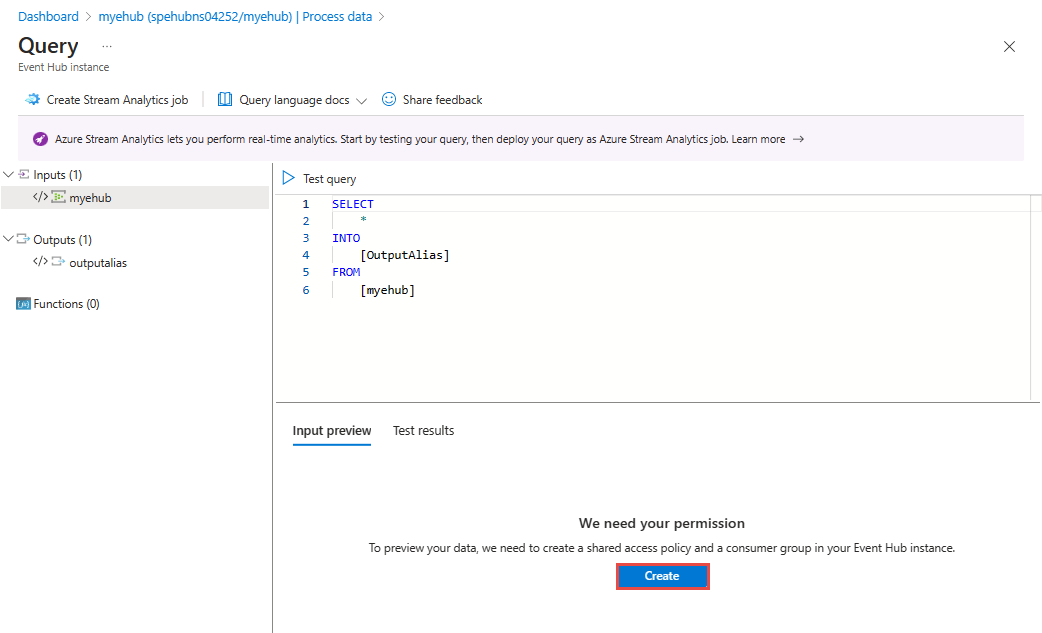 Dashboard > myehub (spehubns04252/myehub) | Process data >
Query ...
Event Hub instance
Create Stream Analytics job
Query language docs
Share feedback
Azure Stream Analytics lets you perform real-time analytics. Start by testing your query, then deploy your query as Azure Stream Analytics job. Learn more →
Inputs (1)
</> myehub
Outputs (1)
</> outputalias
Functions (0)
Test query
1 SELECT
2 *
3 INTO
4 [OutputAlias]
5 FROM
6 [myehub]
Input preview Test results
We need your permission
To preview your data, we need to create a shared access policy and a consumer group in your Event Hub instance.
Create